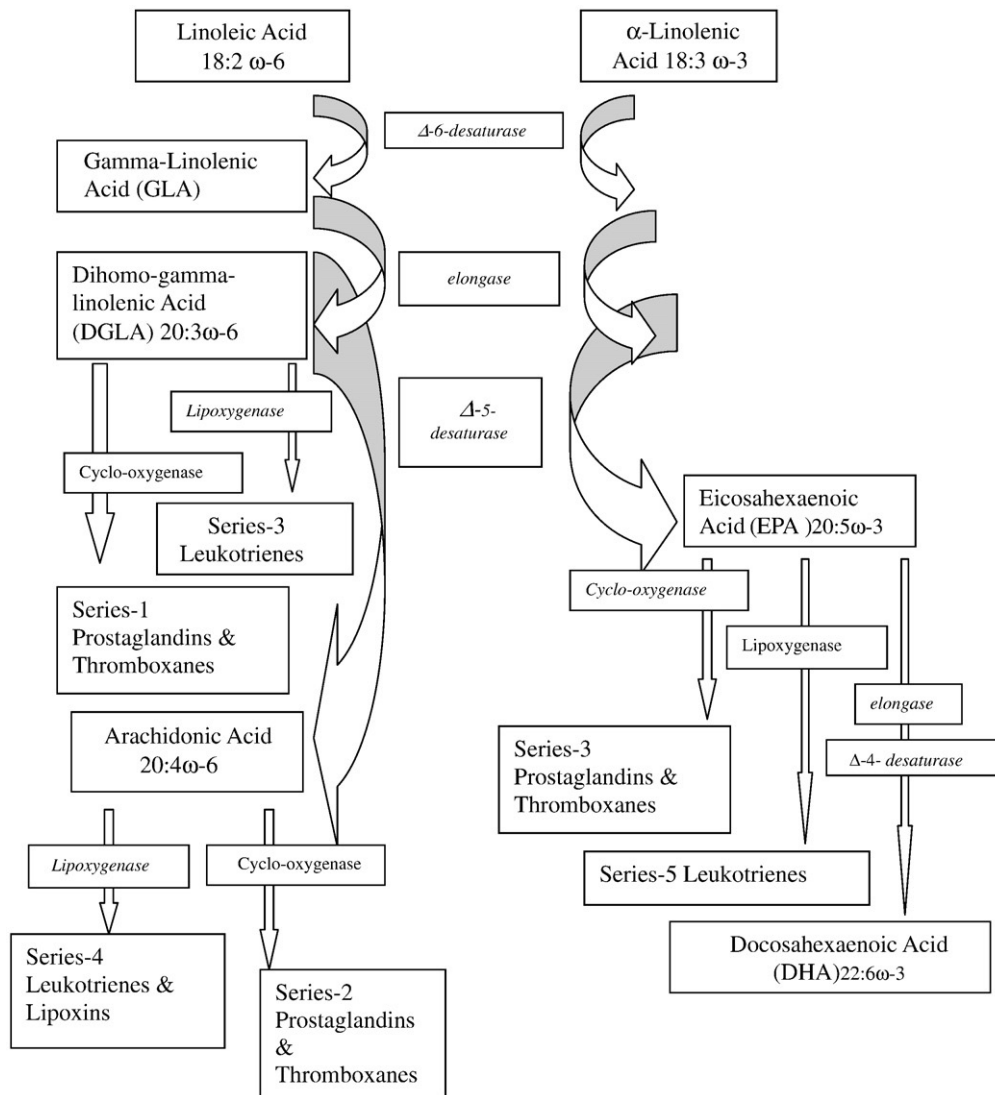 Linoleic Acid
18:2 ω-6
α-Linolenic
Acid 18:3 ω-3
Δ-6-desaturase
Gamma-Linolenic
Acid (GLA)
Dihomo-gamma-
linolenic Acid
(DGLA) 20:3ω-6
elongase
Lipoxygenase
Δ-5-
desaturase
Cyclo-oxygenase
Series-3
Leukotrienes
Eicosahexaenoic
Acid (EPA )20:5ω-3
Cyclo-oxygenase
Series-1
Prostaglandins &
Thromboxanes
Lipoxygenase
elongase
Arachidonic Acid
20:4ω-6
Series-3
Prostaglandins &
Thromboxanes
Δ-4- desaturase
Lipoxygenase
Cyclo-oxygenase
Series-5 Leukotrienes
Series-4
Leukotrienes &
Lipoxins
Docosahexaenoic Acid
(DHA)22:6ω-3
Series-2
Prostaglandins
&
Thromboxanes